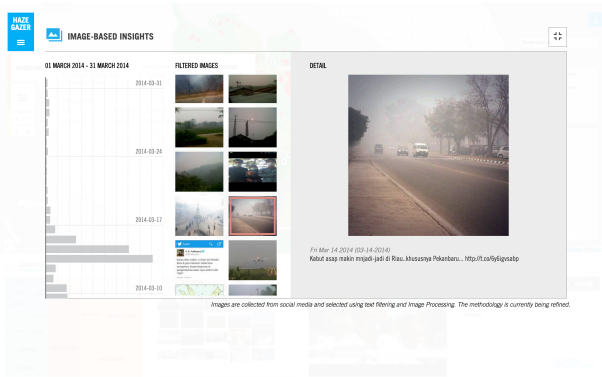 HAZE
GAZER
IMAGE-BASED INSIGHTS
01 MARCH 2014 - 31 MARCH 2014
FILTERED IMAGES
DETAIL
2014-03-31
2014-03-24
2014-03-17
2014-03-10
Fri Mar 14 2014 (03-14-2014)
Kabut asap makin mnjadi-jadi di Riau..khususnya Pekanbaru... http://t.co/6y6igvsabp
Images are collected from social media and selected using text filtering and Image Processing. The methodology is currently being refined.